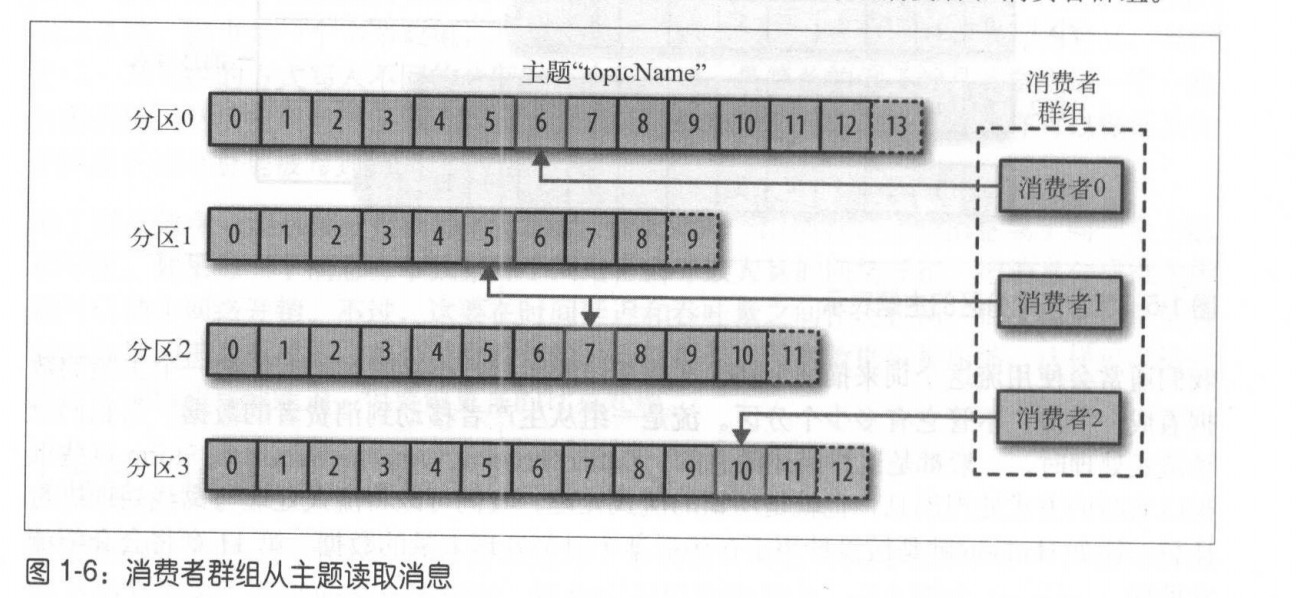 主题“topicName”
消费者
群组
分区0 0 1 2 3 4 5 6 7 8 9 10 11 12 13
消费者0
分区1 0 1 2 3 4 5 6 7 8 9
消费者1
分区2 0 1 2 3 4 5 6 7 8 9 10 11
消费者2
分区3 0 1 2 3 4 5 6 7 8 9 10 11 12
图 1-6：消费者群组从主题读取消息